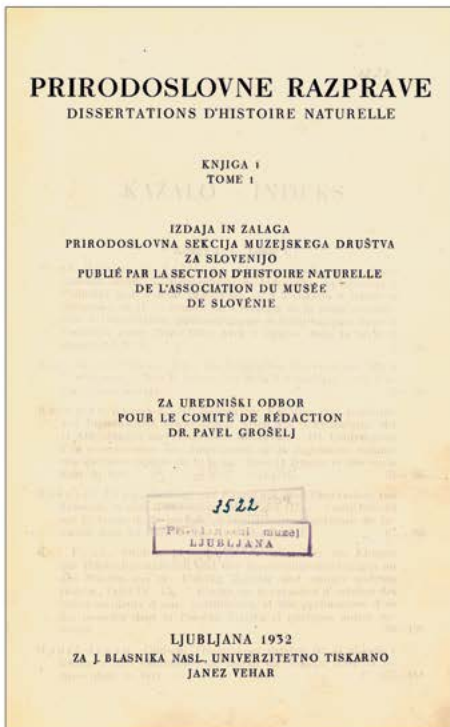 PRIRODOSLOVNE RAZPRAVE
DISSERTATIONS D'HISTOIRE NATURELLE
KNJIGA 1
TOME 1
IZDAJA IN ZALAGA
PRIRODOSLOVNA SEKCIJA MUZEJSKEGA DRUŠTVA
ZA SLOVENIJO
PUBLIÉ PAR LA SECTION D'HISTOIRE NATURELLE
DE L'ASSOCIATION DU MUSÉE
DE SLOVÉNIE
ZA UREDNIŠKI ODBOR
POUR LE COMITÉ DE RÉDACTION
DR. PAVEL GROŠELJ
3522
muzej
LJUBLJANA
LJUBLJANA 1932
ZA J. BLASNIKA NASL., UNIVERZITETNO TISKARNO
JANEZ VEHAR